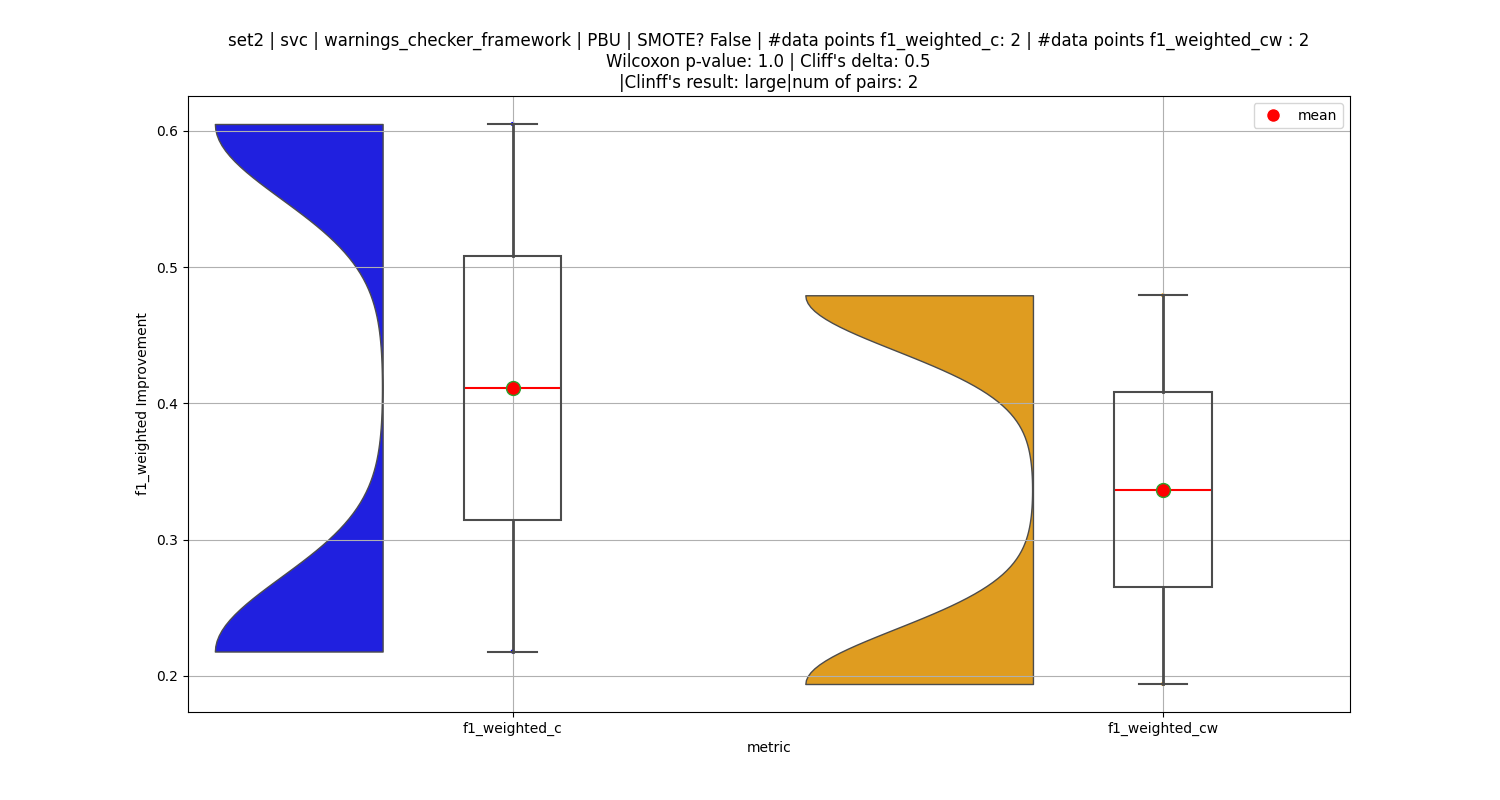 set2 | svc | warnings_checker_framework | PBU | SMOTE? False | #data points f1_weighted_c: 2 | #data points f1_weighted_cw : 2
Wilcoxon p-value: 1.0 | Cliff's delta: 0.5
|Clinff's result: large|num of pairs: 2
mean
0.6
0.5
0.4
0.3
0.2
f1_weighted Improvement
f1_weighted_c
f1_weighted_cw
metric